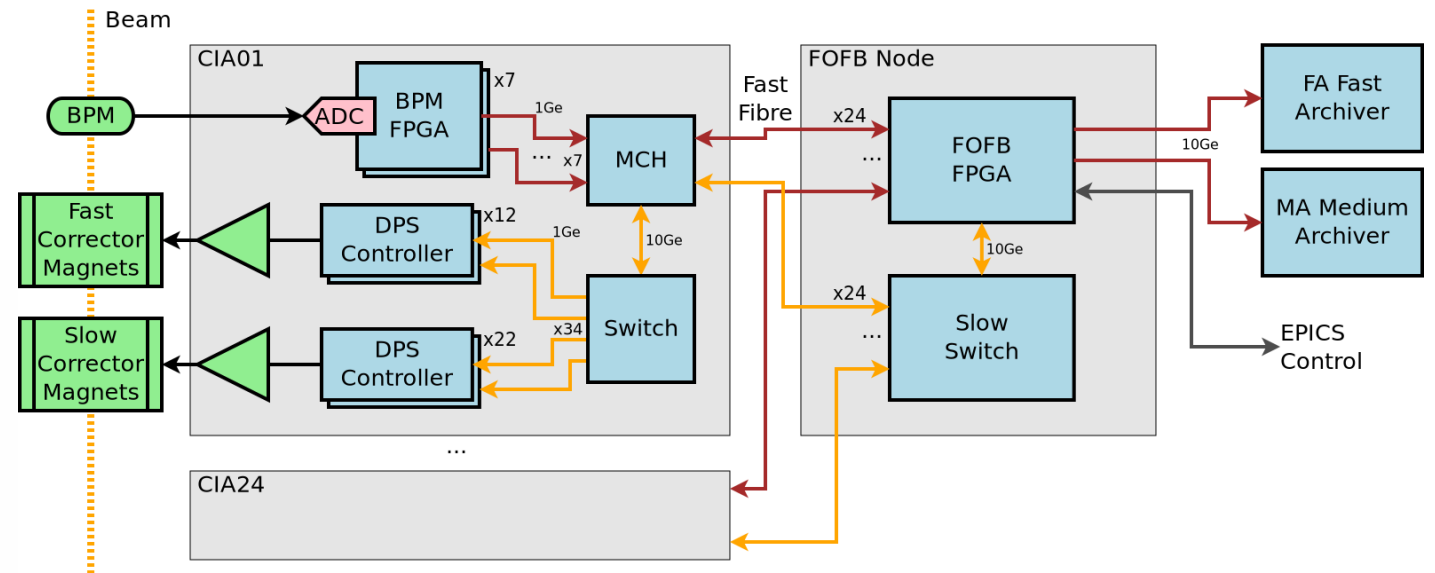 Beam
CIA01
FOFB Node
BPM
ADC
BPM
FPGA
x7
1Ge
...
x7
MCH
Fast
Fibre
x24
...
FOFB
FPGA
10Ge
FA Fast
Archiver
MA Medium
Archiver
Fast
Corrector
Magnets
DPS
Controller
x12
1Ge
10Ge
10Ge
Slow
Corrector
Magnets
DPS
Controller
x22
x34
Switch
x24
...
Slow
Switch
EPICS
Control
...
CIA24